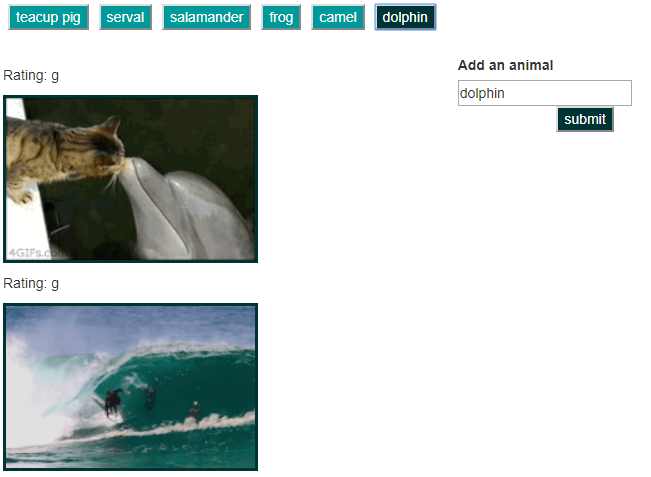 teacup pig serval salamander frog camel dolphin
Add an animal
Rating: g
dolphin
submit
4GIFs.com
Rating: g